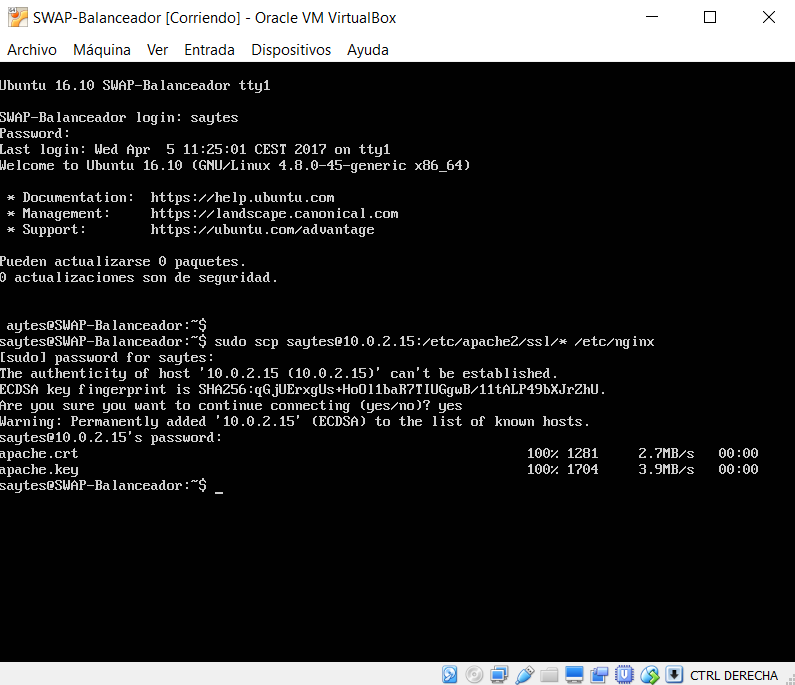 SWAP-Balanceador [Corriendo] - Oracle VM VirtualBox
Archivo Máquina Ver Entrada Dispositivos Ayuda
Ubuntu 16.10 SWAP-Balanceador tty1
SWAP-Balanceador login: saytes
Password:
Last login: Wed Apr  5 11:25:01 CEST 2017 on tty1
Welcome to Ubuntu 16.10 (GNU/Linux 4.8.0-45-generic x86_64)
* Documentation:  https://help.ubuntu.com
* Management:     https://landscape.canonical.com
* Support:        https://ubuntu.com/advantage
Pueden actualizarse 0 paquetes.
0 actualizaciones son de seguridad.
aytes@SWAP-Balanceador:~$
saytes@SWAP-Balanceador:~$ sudo scp saytes@10.0.2.15:/etc/apache2/ssl/* /etc/nginx
[sudo] password for saytes:
The authenticity of host '10.0.2.15 (10.0.2.15)' can't be established.
ECDSA key fingerprint is SHA256:qGjUErxgUs+HoOl1baR7TIUGgwB/11tALP49bXJrZhU.
Are you sure you want to continue connecting (yes/no)? yes
Warning: Permanently added '10.0.2.15' (ECDSA) to the list of known hosts.
saytes@10.0.2.15's password:
apache.crt 100% 1281 2.7MB/s 00:00
apache.key 100% 1704 3.9MB/s 00:00
saytes@SWAP-Balanceador:~$ _
CTRL DERECHA